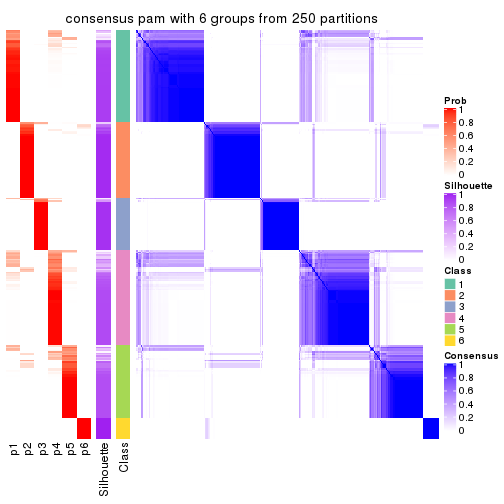 consensus pam with 6 groups from 250 partitions
Prob
1
0.8
0.6
0.4
0.2
0
Silhouette
1
0.8
0.6
0.4
0.2
0
Class
1
2
3
4
5
6
Consensus
1
0.8
0.6
0.4
0.2
0
p1
p2
p3
p4
p5
p6
Silhouette
Class